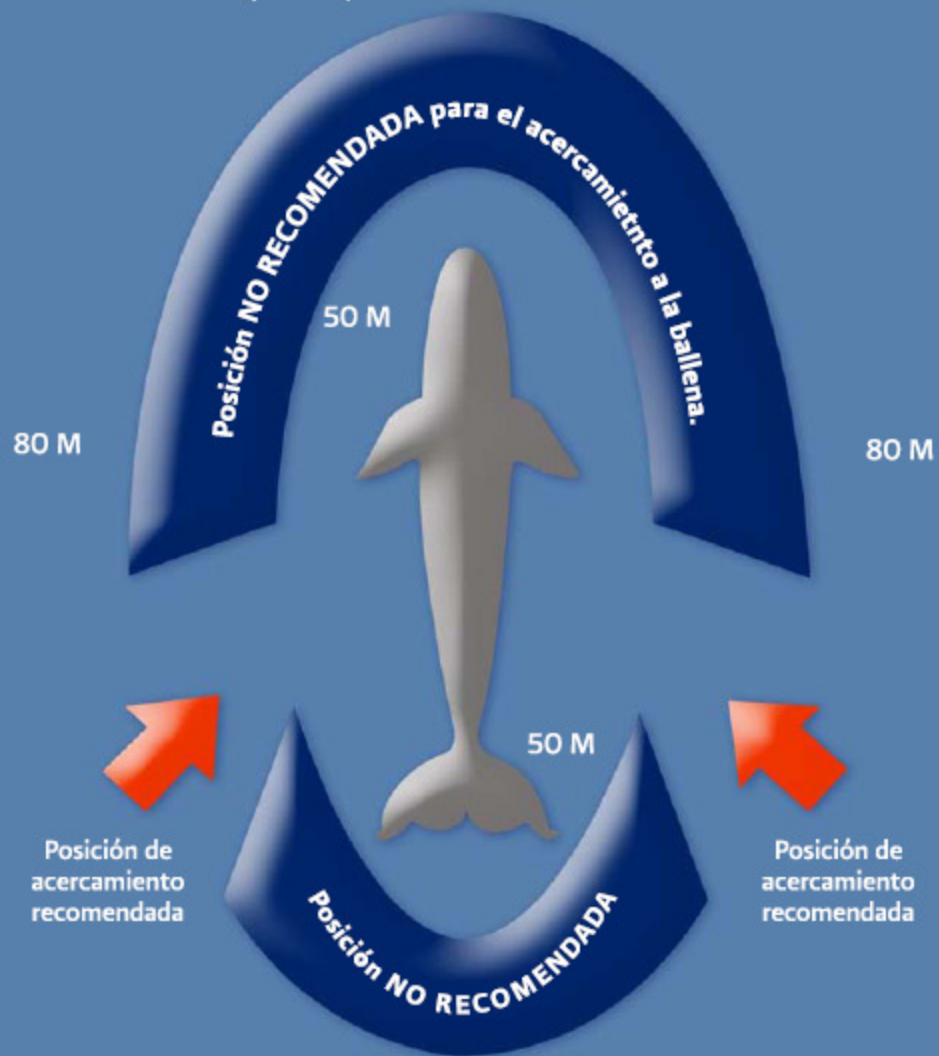 Posición NO RECOMENDADA para el acercamietnto a la ballena.
50 M
80 M
80 M
50 M
Posición de
acercamiento
recomendada
Posición de
acercamiento
recomendada
Posición NO RECOMENDADA